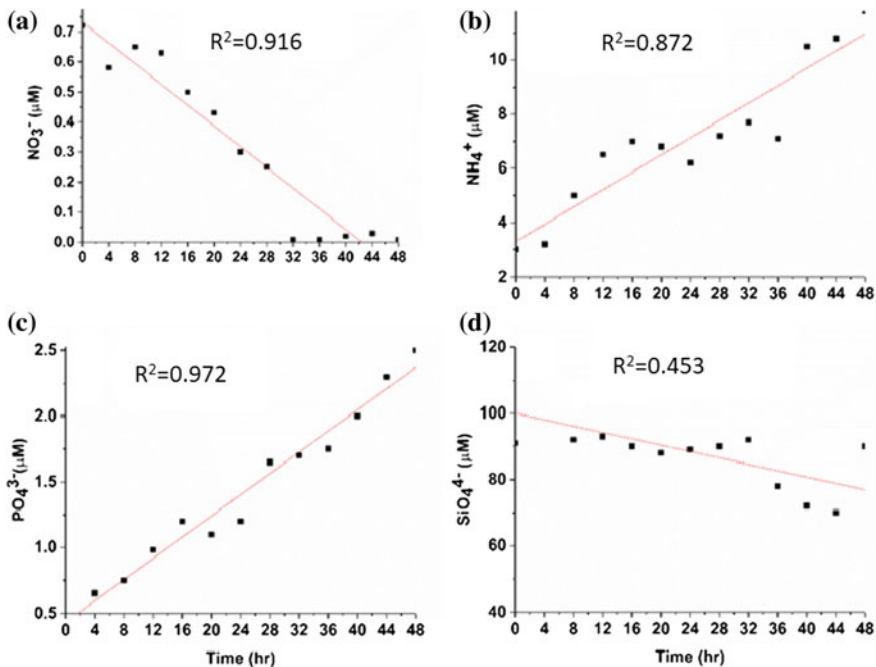 (a)
R²=0.916
NO₃⁻ (μM)
0.7
0.6
0.5
0.4
0.3
0.2
0.1
0.0
0 4 8 12 16 20 24 28 32 36 40 44 48
(b)
R²=0.872
NH₄⁺ (μM)
10
8
6
4
2
0 4 8 12 16 20 24 28 32 36 40 44 48
(c)
R²=0.972
PO₄³⁻(μM)
2.5
2.0
1.5
1.0
0.5
0 4 8 12 16 20 24 28 32 36 40 44 48
Time (hr)
(d)
R²=0.453
SiO₄⁴⁻ (μM)
120
100
80
60
40
0 4 8 12 16 20 24 28 32 36 40 44 48
Time (hr)